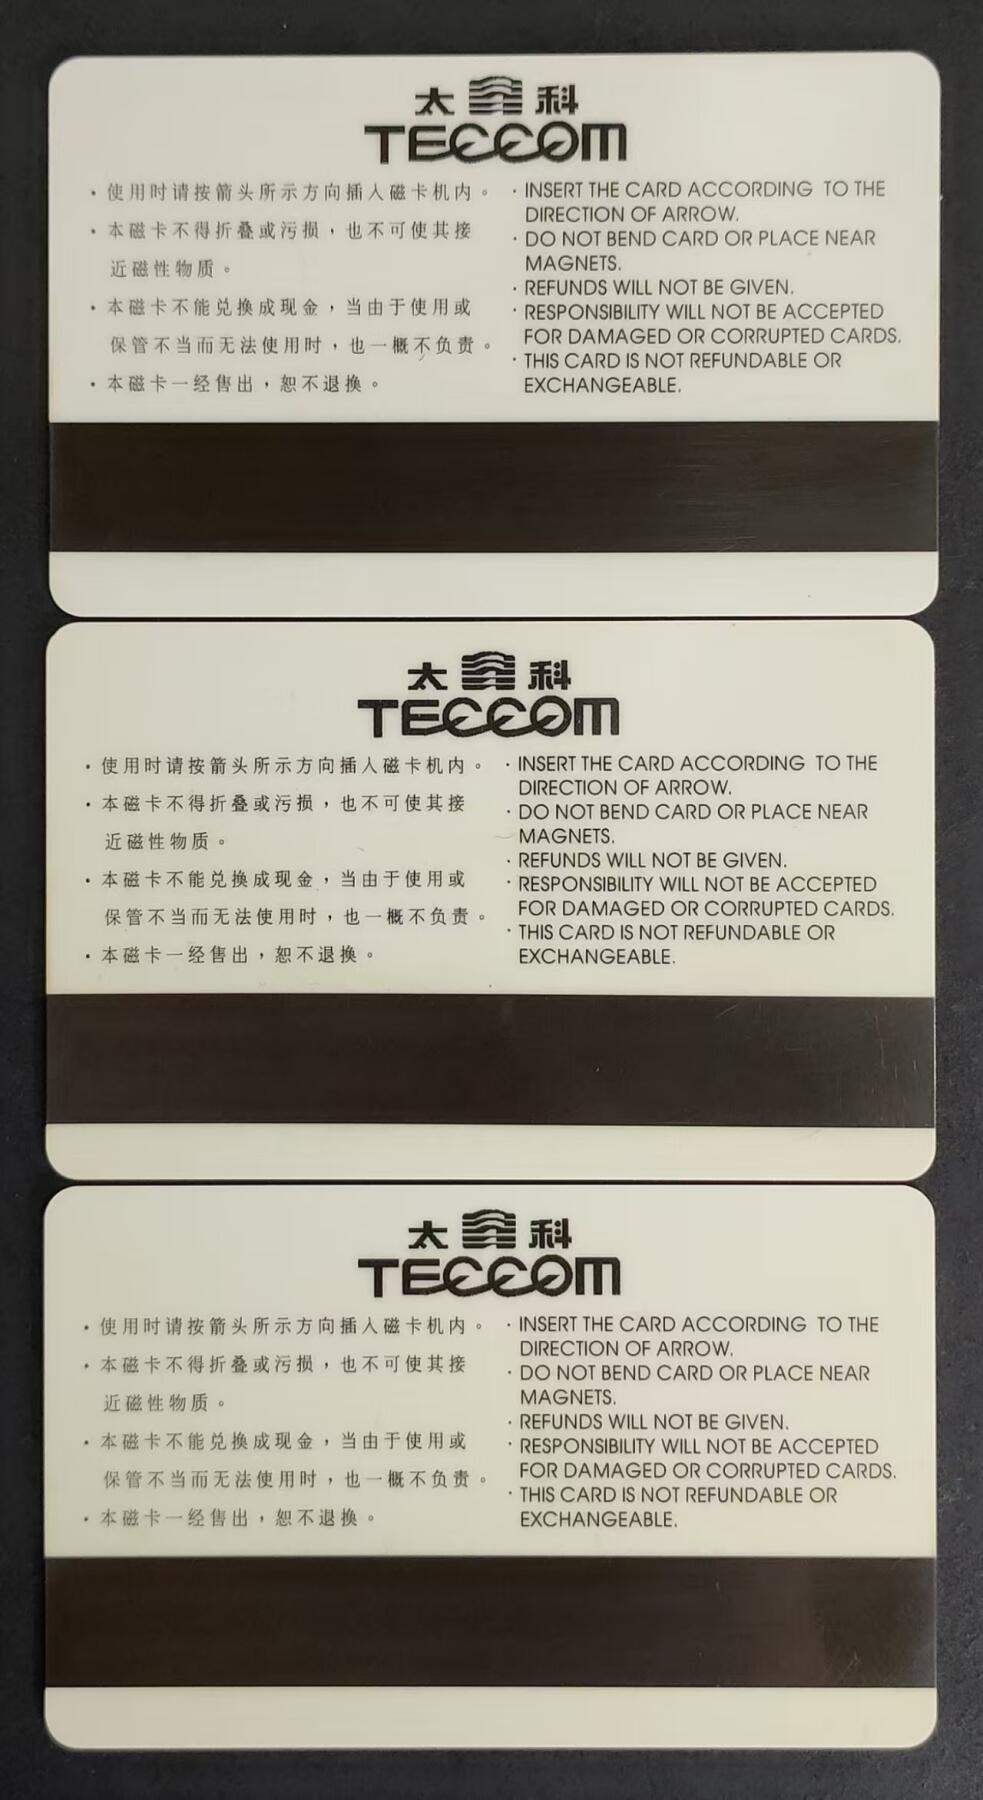 太鑫科
TECCOM
·使用时请按箭头所示方向插入磁卡机内。
·本磁卡不得折叠或污损，也不可使其接
近磁性物质。
·本磁卡不能兑换成现金，当由于使用或
保管不当而无法使用时，也一概不负责。
·本磁卡一经售出，恕不退换。
·INSERT THE CARD ACCORDING TO THE
DIRECTION OF ARROW.
·DO NOT BEND CARD OR PLACE NEAR
MAGNETS.
·REFUNDS WILL NOT BE GIVEN.
·RESPONSIBILITY WILL NOT BE ACCEPTED
FOR DAMAGED OR CORRUPTED CARDS.
·THIS CARD IS NOT REFUNDABLE OR
EXCHANGEABLE.
太鑫科
TECCOM
·使用时请按箭头所示方向插入磁卡机内。
·本磁卡不得折叠或污损，也不可使其接
近磁性物质。
·本磁卡不能兑换成现金，当由于使用或
保管不当而无法使用时，也一概不负责。
·本磁卡一经售出，恕不退换。
·INSERT THE CARD ACCORDING TO THE
DIRECTION OF ARROW.
·DO NOT BEND CARD OR PLACE NEAR
MAGNETS.
·REFUNDS WILL NOT BE GIVEN.
·RESPONSIBILITY WILL NOT BE ACCEPTED
FOR DAMAGED OR CORRUPTED CARDS.
·THIS CARD IS NOT REFUNDABLE OR
EXCHANGEABLE.
太鑫科
TECCOM
·使用时请按箭头所示方向插入磁卡机内。
·本磁卡不得折叠或污损，也不可使其接
近磁性物质。
·本磁卡不能兑换成现金，当由于使用或
保管不当而无法使用时，也一概不负责。
·本磁卡一经售出，恕不退换。
·INSERT THE CARD ACCORDING TO THE
DIRECTION OF ARROW.
·DO NOT BEND CARD OR PLACE NEAR
MAGNETS.
·REFUNDS WILL NOT BE GIVEN.
·RESPONSIBILITY WILL NOT BE ACCEPTED
FOR DAMAGED OR CORRUPTED CARDS.
·THIS CARD IS NOT REFUNDABLE OR
EXCHANGEABLE.